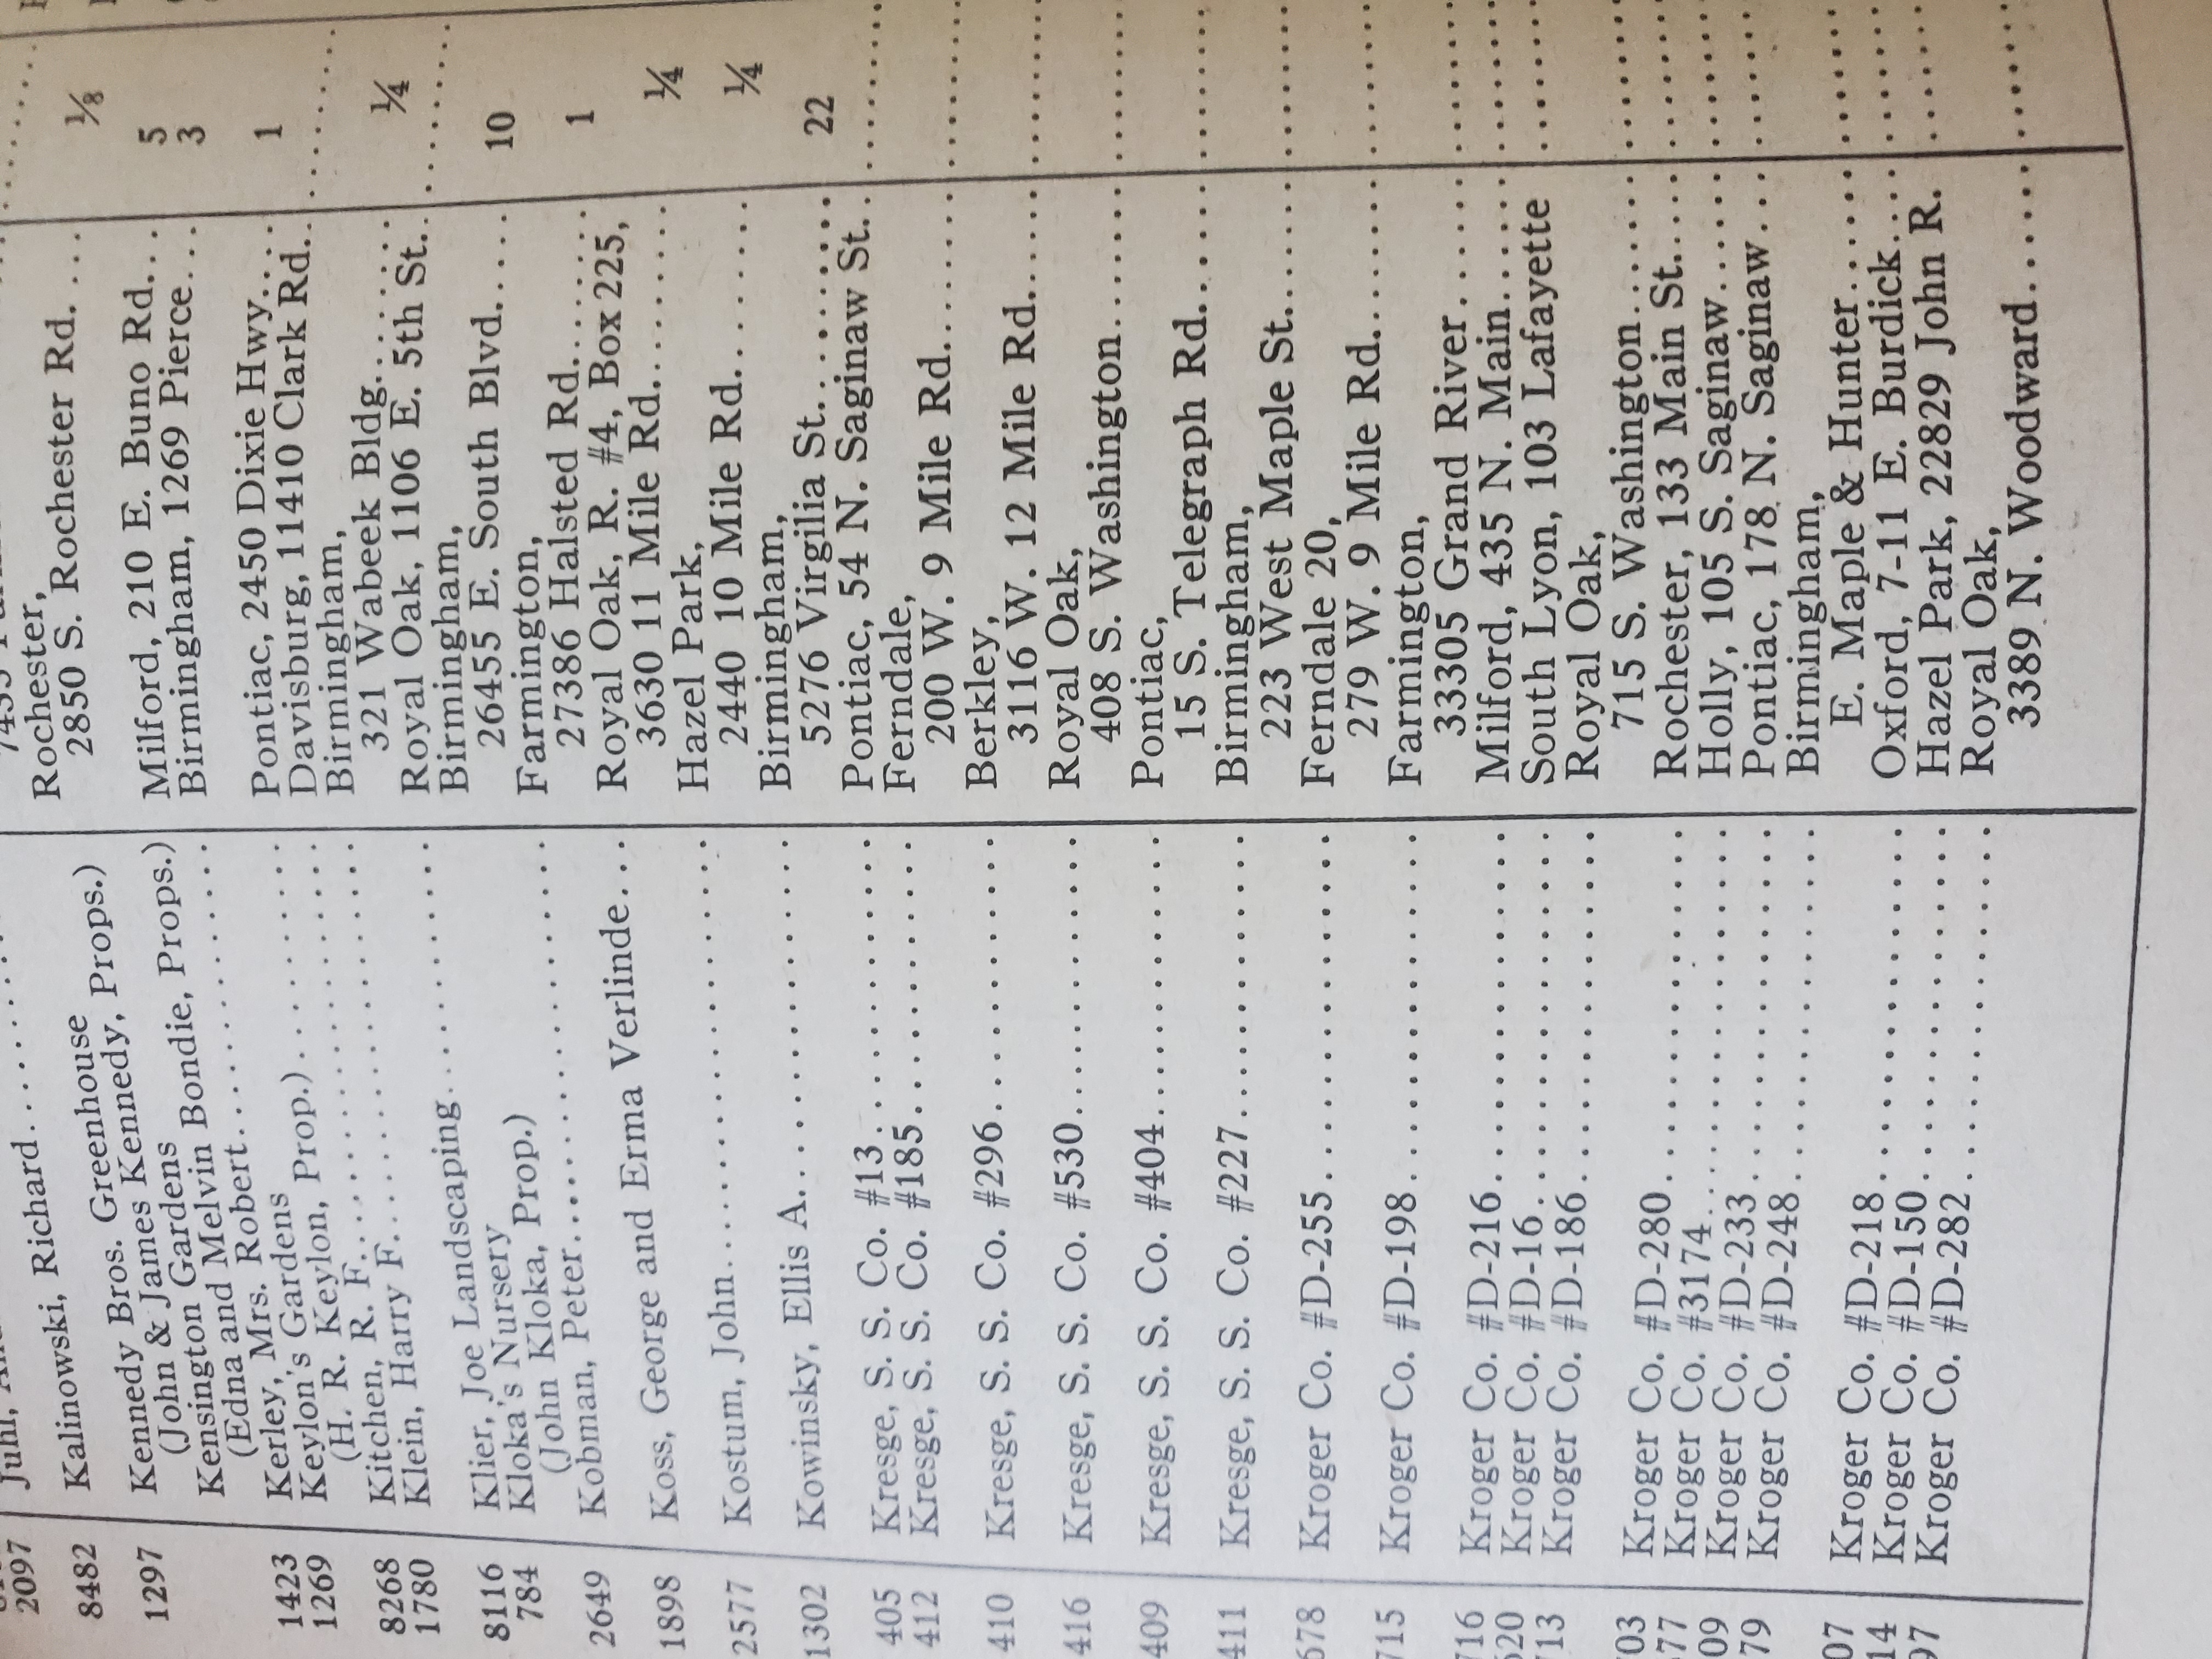 2097 Juhl,
Kalinowski, Richard
8482
Kennedy Bros. Greenhouse Rochester,
1297 (John & James Kennedy, Props.) 2850 S. Rochester Rd. ... ⅛
Kensington Gardens Milford, 210 E. Buno Rd.... 5
(Edna and Melvin Bondie, Props.)
1423 Kerley, Mrs. Robert.......... Birmingham, 1269 Pierce.... 3
1269 Keylon's Gardens Pontiac, 2450 Dixie Hwy.... 1
(H. R. Keylon, Prop.)..........
8268 Kitchen, R. F............... Davisburg, 11410 Clark Rd.......
1780 Klein, Harry F.............. Birmingham,
321 Wabeek Bldg....... ¼
8116 Klier, Joe Landscaping........... Royal Oak, 1106 E. 5th St.......
784 Kloka's Nursery Birmingham,
(John Kloka, Prop.) 26455 E. South Blvd..... 10
2649 Kobman, Peter............... Farmington,
27386 Halsted Rd...... 1
1898 Koss, George and Erma Verlinde... Royal Oak, R. #4, Box 225,
3630 11 Mile Rd........ ¼
2577 Kostum, John............... Hazel Park,
2440 10 Mile Rd........ ¼
1302 Kowinsky, Ellis A............... Birmingham,
5276 Virgilia St......... 22
405 Kresge, S. S. Co. #13............ Pontiac, 54 N. Saginaw St.......
412 Kresge, S. S. Co. #185........... Ferndale,
200 W. 9 Mile Rd..........
410 Kresge, S. S. Co. #296........... Berkley,
3116 W. 12 Mile Rd..........
416 Kresge, S. S. Co. #530........... Royal Oak,
408 S. Washington..........
409 Kresge, S. S. Co. #404........... Pontiac,
15 S. Telegraph Rd..........
411 Kresge, S. S. Co. #227........... Birmingham,
223 West Maple St..........
678 Kroger Co. #D-255............ Ferndale 20,
279 W. 9 Mile Rd..........
715 Kroger Co. #D-198............ Farmington,
33305 Grand River..........
716 Kroger Co. #D-216............ Milford, 435 N. Main..........
620 Kroger Co. #D-16............ South Lyon, 103 Lafayette ......
713 Kroger Co. #D-186............ Royal Oak,
715 S. Washington..........
03 Kroger Co. #D-280............ Rochester, 133 Main St..........
77 Kroger Co. #3174............ Holly, 105 S. Saginaw..........
09 Kroger Co. #D-233............ Pontiac, 178 N. Saginaw..........
79 Kroger Co. #D-248............ Birmingham,
E. Maple & Hunter..........
07 Kroger Co. #D-218............ Oxford, 7-11 E. Burdick..........
14 Kroger Co. #D-150............ Hazel Park, 22829 John R. ......
97 Kroger Co. #D-282............ Royal Oak,
3389 N. Woodward..........